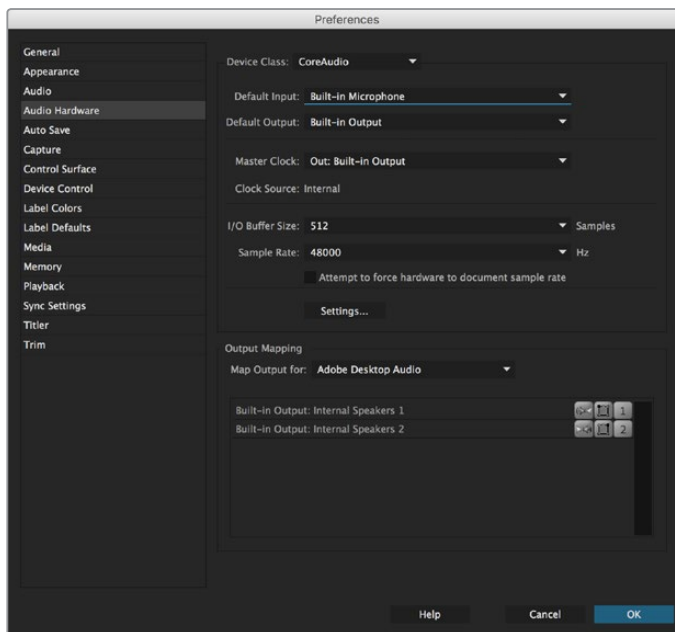 Preferences
General
Appearance
Audio
Audio Hardware
Auto Save
Capture
Control Surface
Device Control
Label Colors
Label Defaults
Media
Memory
Playback
Sync Settings
Titler
Trim
Device Class: CoreAudio
Default Input: Built-in Microphone
Default Output: Built-in Output
Master Clock: Out: Built-in Output
Clock Source: Internal
I/O Buffer Size: 512 Samples
Sample Rate: 48000 Hz
Attempt to force hardware to document sample rate
Settings...
Output Mapping
Map Output for: Adobe Desktop Audio
Built-in Output: Internal Speakers 1 1
Built-in Output: Internal Speakers 2 2
Help Cancel OK